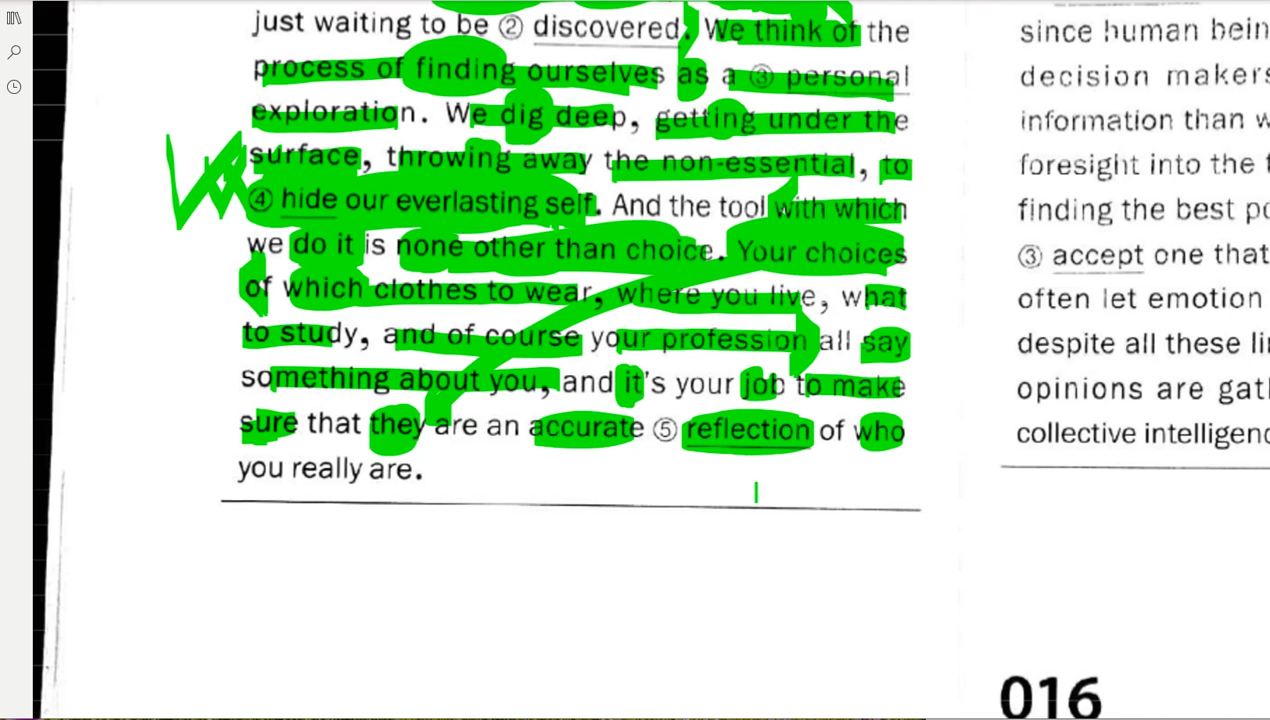 just waiting to be ② discovered. We think of the
process of finding ourselves as a ③ personal
exploration. We dig deep, getting under the
surface, throwing away the non-essential, to
④ hide our everlasting self. And the tool with which
we do it is none other than choice. Your choices
of which clothes to wear, where you live, what
to study, and of course your profession all say
something about you, and it's your job to make
sure that they are an accurate ⑤ reflection of who
you really are.
since human bein
decision makers
information than w
foresight into the
finding the best po
③ accept one that
often let emotion
despite all these li
opinions are gat
collective intelligenc
016